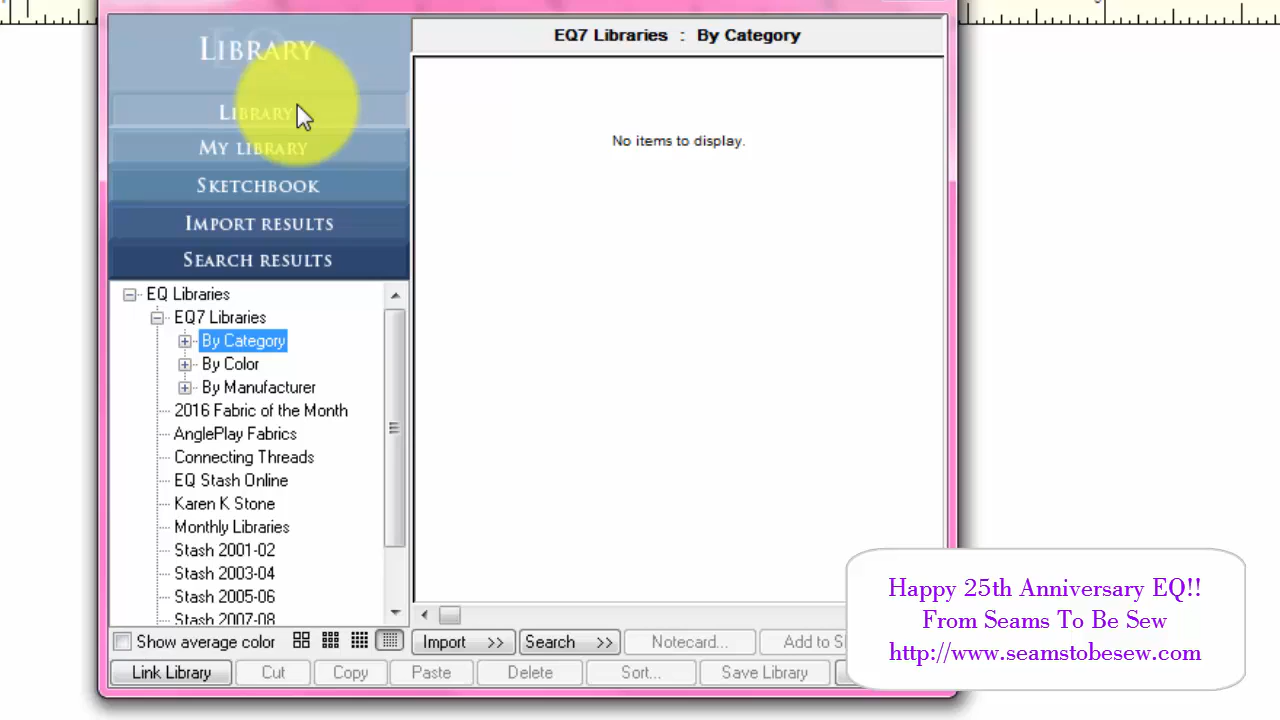 LIBRARY
LIBRARY
MY LIBRARY
SKETCHBOOK
IMPORT RESULTS
SEARCH RESULTS
EQ7 Libraries : By Category
No items to display.
EQ Libraries
EQ7 Libraries
By Category
By Color
By Manufacturer
2016 Fabric of the Month
AnglePlay Fabrics
Connecting Threads
EQ Stash Online
Karen K Stone
Monthly Libraries
Stash 2001-02
Stash 2003-04
Stash 2005-06
Stash 2007-08
Show average color
Import >> Search >> Notecard... Add to S
Link Library Cut Copy Paste Delete Sort... Save Library
Happy 25th Anniversary EQ!!
From Seams To Be Sew
http://www.seamstobesew.com